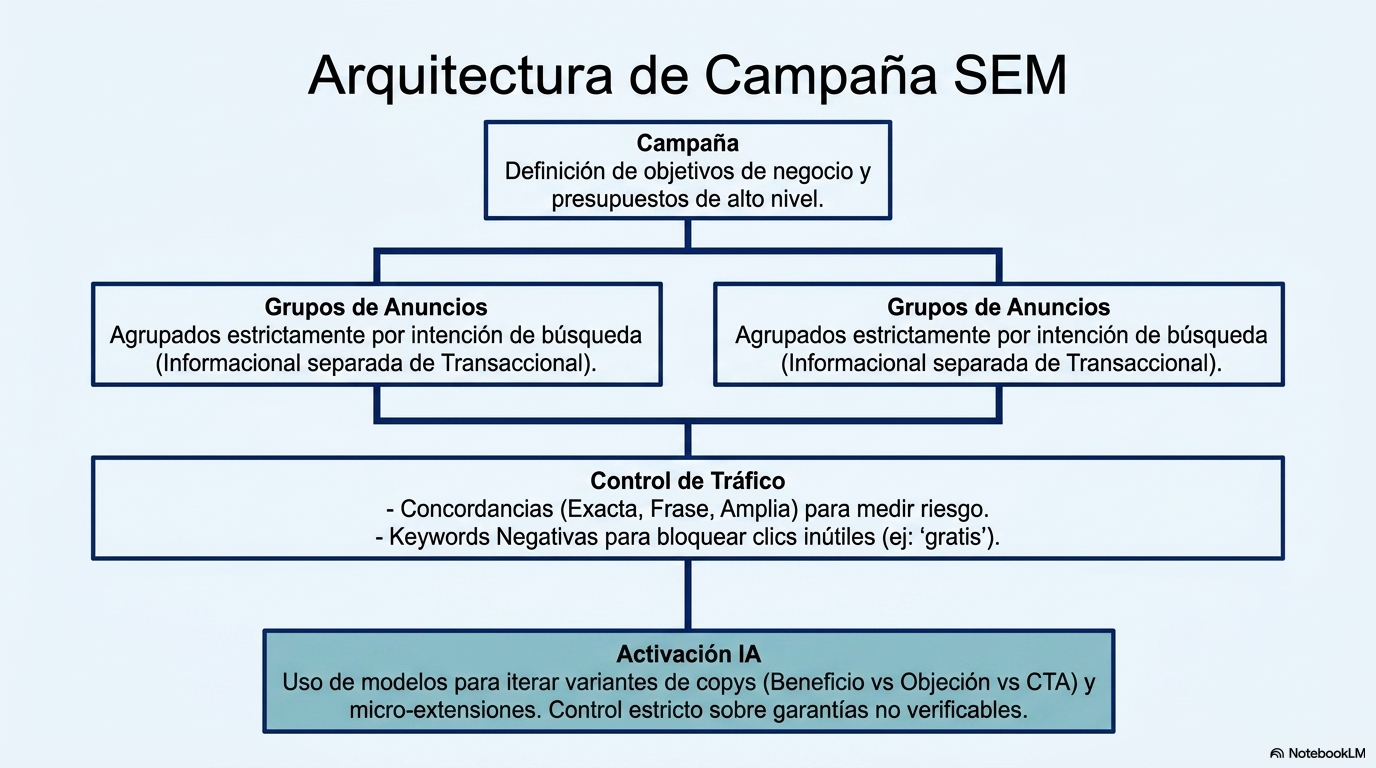 Arquitectura de Campaña SEM
Campaña
Definición de objetivos de negocio y
presupuestos de alto nivel.
Grupos de Anuncios
Agrupados estrictamente por intención de búsqueda
(Informacional separada de Transaccional).
Grupos de Anuncios
Agrupados estrictamente por intención de búsqueda
(Informacional separada de Transaccional).
Control de Tráfico
- Concordancias (Exacta, Frase, Amplia) para medir riesgo.
- Keywords Negativas para bloquear clics inútiles (ej: ‘gratis’).
Activación IA
Uso de modelos para iterar variantes de copys (Beneficio vs Objeción vs CTA) y
micro-extensiones. Control estricto sobre garantías no verificables.
NotebookLM